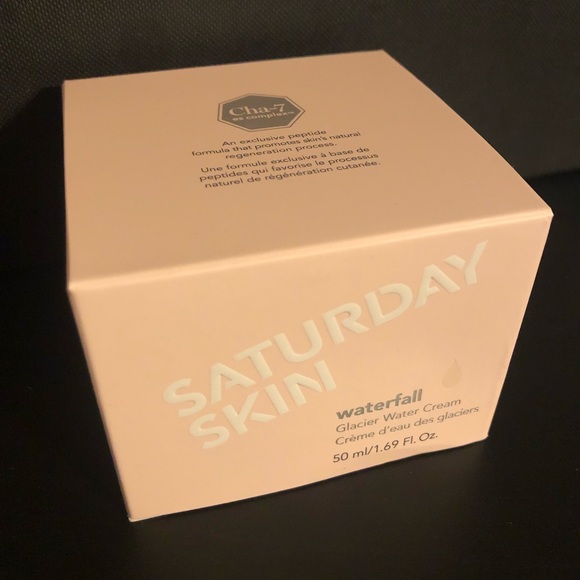 Cha-7
es complex™
An exclusive peptide
formula that promotes skin's natural
regeneration process.
Une formule exclusive à base de
peptides qui favorise le processus
naturel de régénération cutanée.
SATURDAY
SKIN
waterfall
Glacier Water Cream
Crème d'eau des glaciers
50 ml/1.69 Fl. Oz.